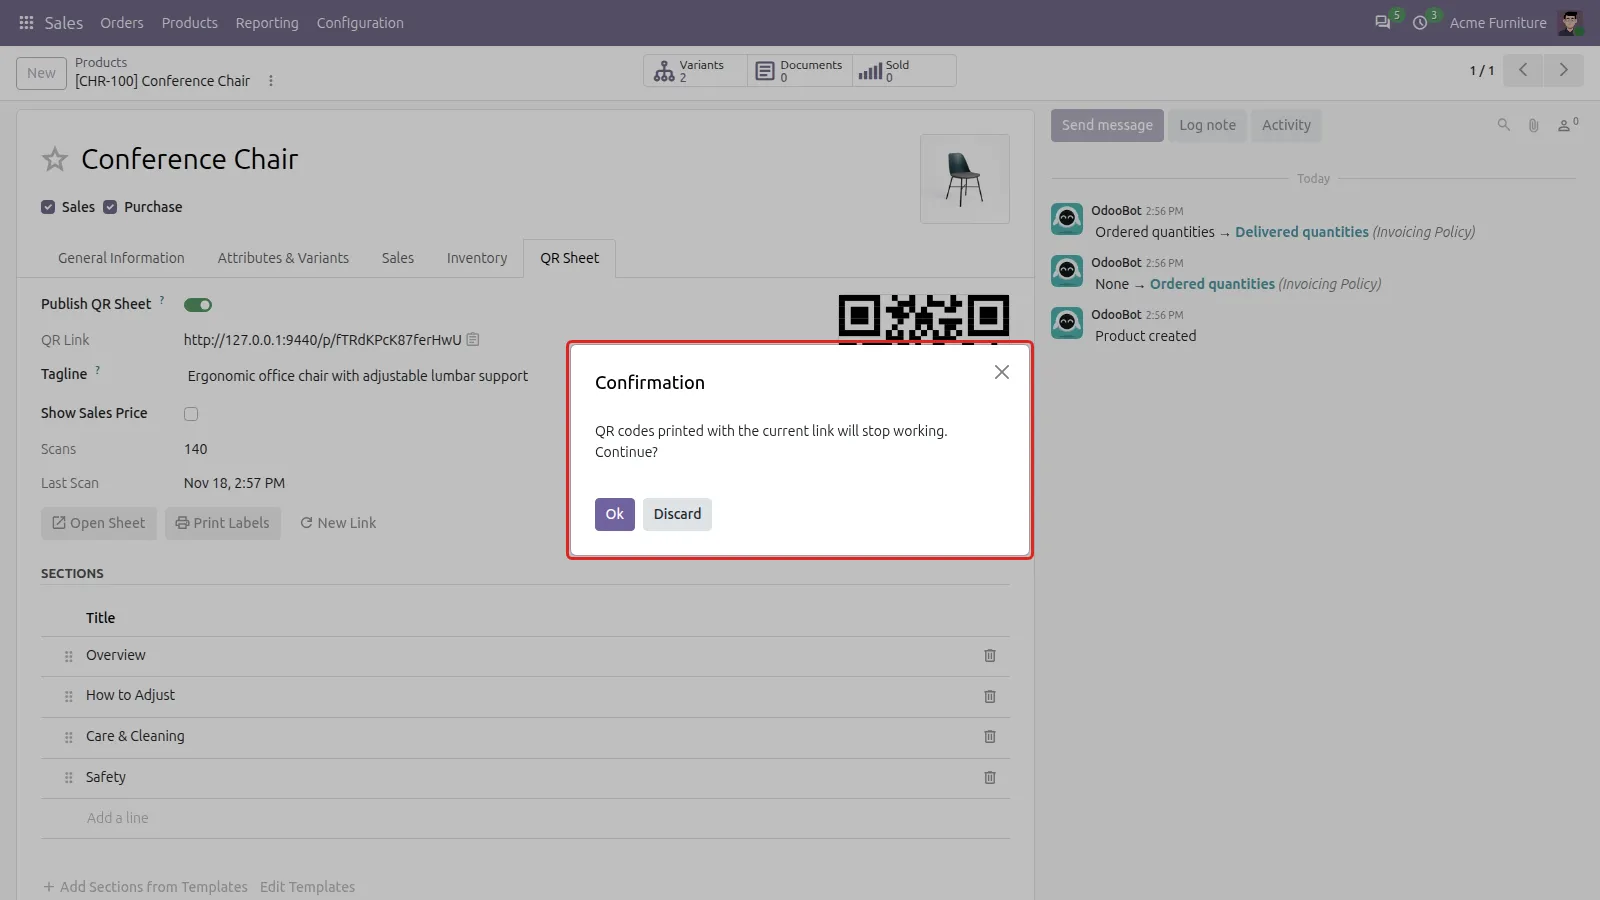 Sales Orders Products Reporting Configuration 5 3 Acme Furniture
New
Products
[CHR-100] Conference Chair
Variants
2
Documents
0
Sold
0
1 / 1
Conference Chair
Sales Purchase
General Information Attributes & Variants Sales Inventory QR Sheet
Publish QR Sheet ?
QR Link http://127.0.0.1:9440/p/fTRdKPcK87ferHwU
Tagline ? Ergonomic office chair with adjustable lumbar support
Show Sales Price
Scans 140
Last Scan Nov 18, 2:57 PM
Open Sheet Print Labels New Link
SECTIONS
Title
Overview
How to Adjust
Care & Cleaning
Safety
Add a line
+ Add Sections from Templates Edit Templates
Confirmation
QR codes printed with the current link will stop working.
Continue?
Ok Discard
Send message Log note Activity 0
Today
OdooBot 2:56 PM
Ordered quantities → Delivered quantities (Invoicing Policy)
OdooBot 2:56 PM
None → Ordered quantities (Invoicing Policy)
OdooBot 2:56 PM
Product created